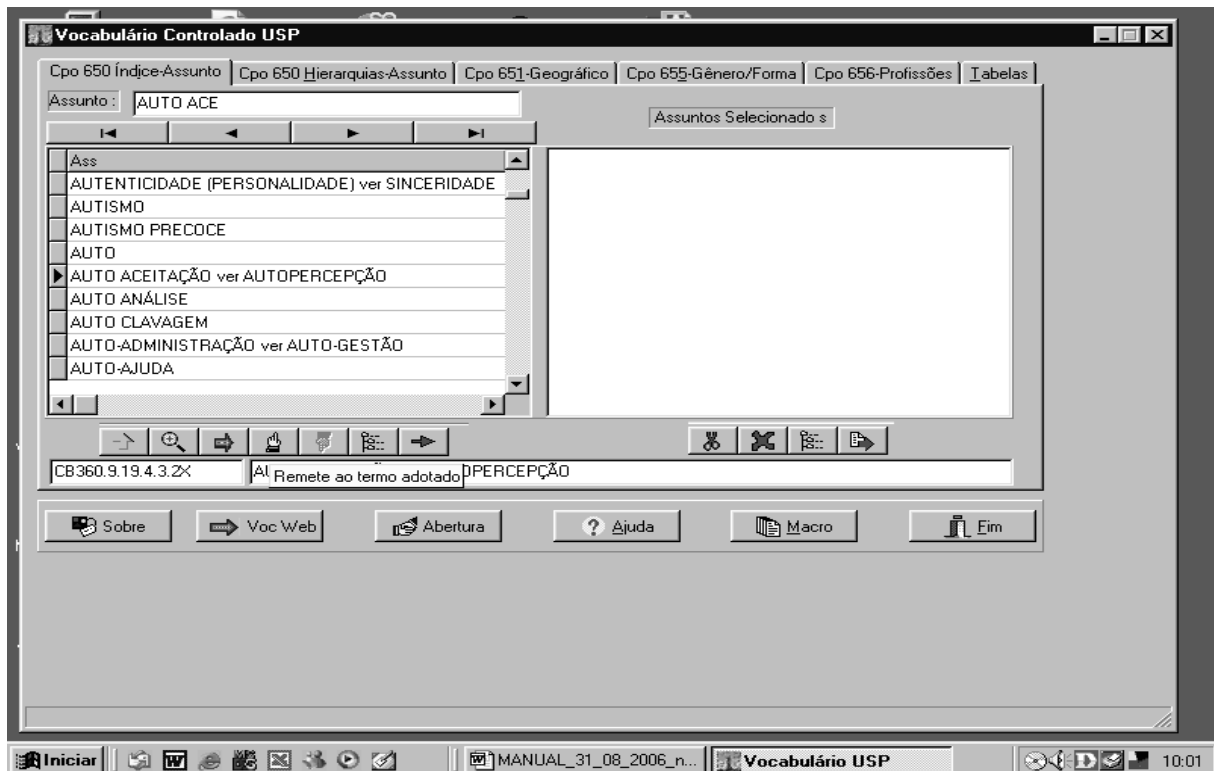 Vocabulário Controlado USP
Cpo 650 Índice-Assunto Cpo 650 Hierarquias-Assunto Cpo 651-Geográfico Cpo 655-Gênero/Forma Cpo 656-Profissões Tabelas
Assunto : AUTO ACE
Assuntos Selecionado s
Ass
AUTENTICIDADE (PERSONALIDADE) ver SINCERIDADE
AUTISMO
AUTISMO PRECOCE
AUTO
AUTO ACEITAÇÃO ver AUTOPERCEPÇÃO
AUTO ANÁLISE
AUTO CLAVAGEM
AUTO-ADMINISTRAÇÃO ver AUTO-GESTÃO
AUTO-AJUDA
CB360.9.19.4.3.2X
Remete ao termo adotado
Sobre Voc Web Abertura Ajuda Macro Fim
Iniciar MANUAL_31_08_2006_n... Vocabulário USP 10:01